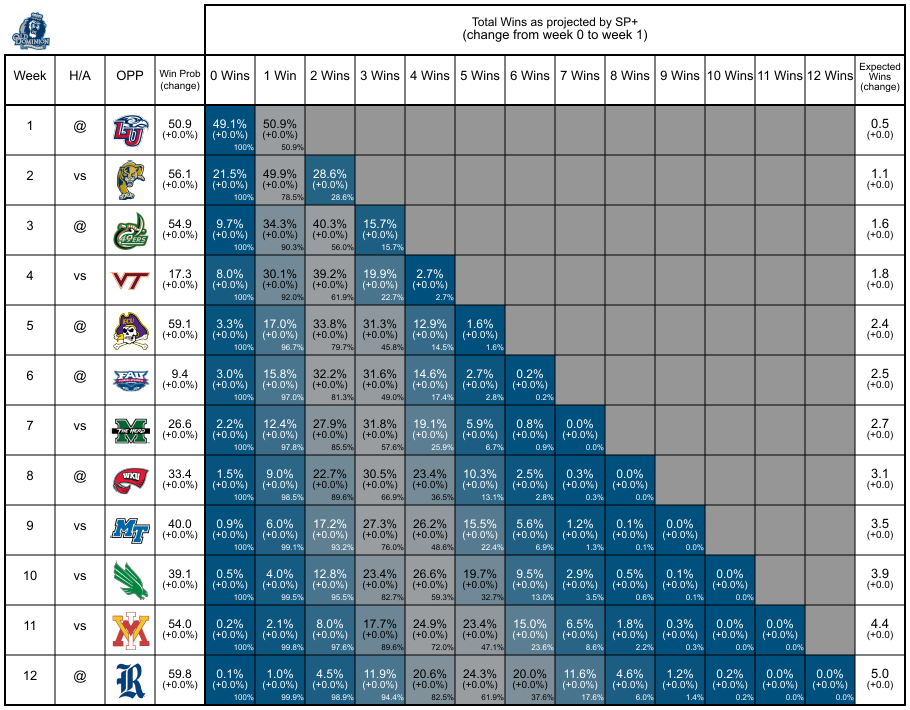 OLD DOMINION
Total Wins as projected by SP+
(change from week 0 to week 1)
Week H/A OPP Win Prob (change) 0 Wins 1 Win 2 Wins 3 Wins 4 Wins 5 Wins 6 Wins 7 Wins 8 Wins 9 Wins 10 Wins 11 Wins 12 Wins Expected Wins (change)
1 @ LU 50.9 49.1% 50.9% 0.5
(+0.0%) (+0.0%) (+0.0%) (+0.0)
100% 50.9%
2 vs 56.1 21.5% 49.9% 28.6% 1.1
(+0.0%) (+0.0%) (+0.0%) (+0.0%) (+0.0)
100% 78.5% 28.6%
3 @ 49ERS 54.9 9.7% 34.3% 40.3% 15.7% 1.6
(+0.0%) (+0.0%) (+0.0%) (+0.0%) (+0.0%) (+0.0)
100% 90.3% 56.0% 15.7%
4 vs VT 17.3 8.0% 30.1% 39.2% 19.9% 2.7% 1.8
(+0.0%) (+0.0%) (+0.0%) (+0.0%) (+0.0%) (+0.0%) (+0.0)
100% 92.0% 61.9% 22.7% 2.7%
5 @ ECU 59.1 3.3% 17.0% 33.8% 31.3% 12.9% 1.6% 2.4
(+0.0%) (+0.0%) (+0.0%) (+0.0%) (+0.0%) (+0.0%) (+0.0%) (+0.0)
100% 96.7% 79.7% 45.8% 14.5% 1.6%
6 @ FAU 9.4 3.0% 15.8% 32.2% 31.6% 14.6% 2.7% 0.2% 2.5
(+0.0%) (+0.0%) (+0.0%) (+0.0%) (+0.0%) (+0.0%) (+0.0%) (+0.0%) (+0.0)
100% 97.0% 81.3% 49.0% 17.4% 2.8% 0.2%
7 vs M THE HERD 26.6 2.2% 12.4% 27.9% 31.8% 19.1% 5.9% 0.8% 0.0% 2.7
(+0.0%) (+0.0%) (+0.0%) (+0.0%) (+0.0%) (+0.0%) (+0.0%) (+0.0%) (+0.0%) (+0.0)
100% 97.8% 85.5% 57.6% 25.9% 6.7% 0.9% 0.0%
8 @ WKU 33.4 1.5% 9.0% 22.7% 30.5% 23.4% 10.3% 2.5% 0.3% 0.0% 3.1
(+0.0%) (+0.0%) (+0.0%) (+0.0%) (+0.0%) (+0.0%) (+0.0%) (+0.0%) (+0.0%) (+0.0%) (+0.0)
100% 98.5% 89.6% 66.9% 36.5% 13.1% 2.8% 0.3% 0.0%
9 vs MT 40.0 0.9% 6.0% 17.2% 27.3% 26.2% 15.5% 5.6% 1.2% 0.1% 0.0% 3.5
(+0.0%) (+0.0%) (+0.0%) (+0.0%) (+0.0%) (+0.0%) (+0.0%) (+0.0%) (+0.0%) (+0.0%) (+0.0%) (+0.0)
100% 99.1% 93.2% 76.0% 48.6% 22.4% 6.9% 1.3% 0.1% 0.0%
10 vs 39.1 0.5% 4.0% 12.8% 23.4% 26.6% 19.7% 9.5% 2.9% 0.5% 0.1% 0.0% 3.9
(+0.0%) (+0.0%) (+0.0%) (+0.0%) (+0.0%) (+0.0%) (+0.0%) (+0.0%) (+0.0%) (+0.0%) (+0.0%) (+0.0%) (+0.0)
100% 99.5% 95.5% 82.7% 59.3% 32.7% 13.0% 3.5% 0.6% 0.1% 0.0%
11 vs VMI 54.0 0.2% 2.1% 8.0% 17.7% 24.9% 23.4% 15.0% 6.5% 1.8% 0.3% 0.0% 0.0% 4.4
(+0.0%) (+0.0%) (+0.0%) (+0.0%) (+0.0%) (+0.0%) (+0.0%) (+0.0%) (+0.0%) (+0.0%) (+0.0%) (+0.0%) (+0.0%) (+0.0)
100% 99.8% 97.6% 89.6% 72.0% 47.1% 23.6% 8.6% 2.2% 0.3% 0.0% 0.0%
12 @ R 59.8 0.1% 1.0% 4.5% 11.9% 20.6% 24.3% 20.0% 11.6% 4.6% 1.2% 0.2% 0.0% 0.0% 5.0
(+0.0%) (+0.0%) (+0.0%) (+0.0%) (+0.0%) (+0.0%) (+0.0%) (+0.0%) (+0.0%) (+0.0%) (+0.0%) (+0.0%) (+0.0%) (+0.0%) (+0.0)
100% 99.9% 98.9% 94.4% 82.5% 61.9% 37.6% 17.6% 6.0% 1.4% 0.2% 0.0% 0.0%